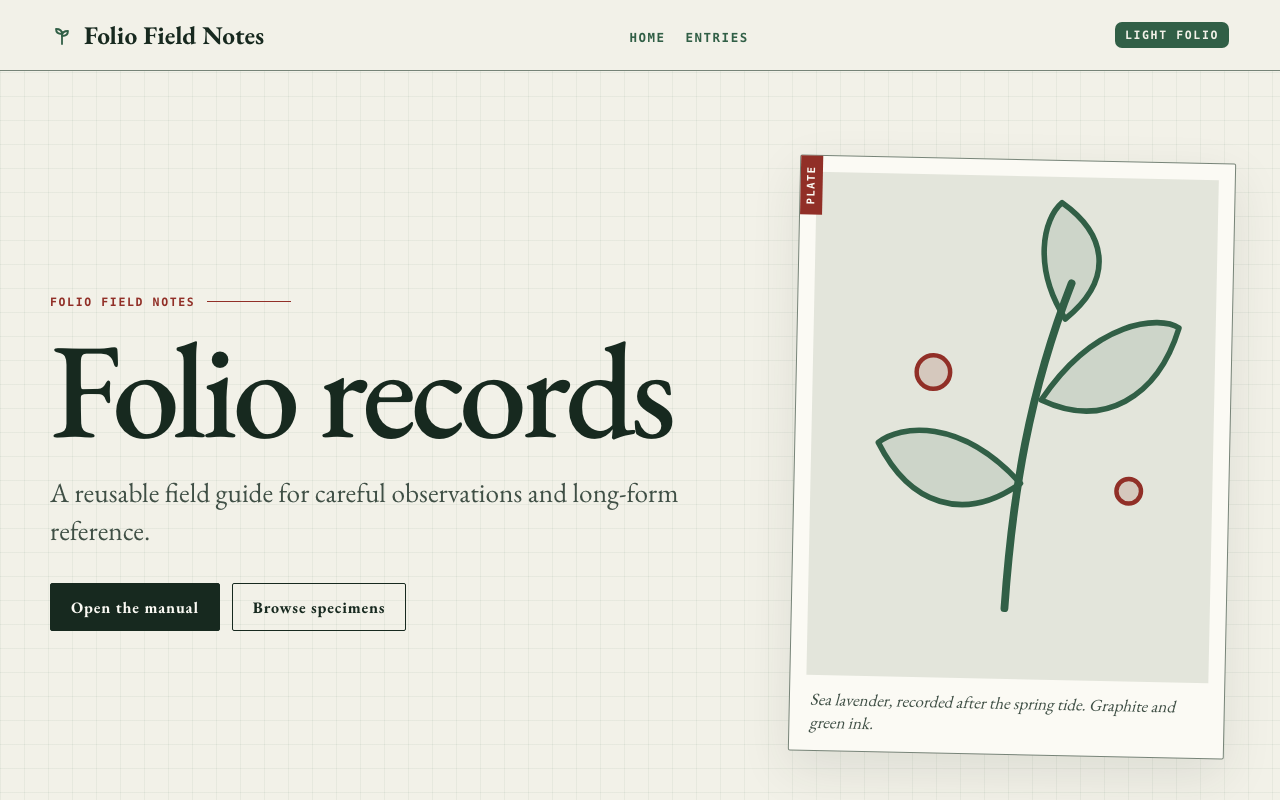 Folio Field Notes
HOME ENTRIES
LIGHT FOLIO
FOLIO FIELD NOTES
Folio records
A reusable field guide for careful observations and long-form
reference.
Open the manual
Browse specimens
PLATE
Sea lavender, recorded after the spring tide. Graphite and
green ink.